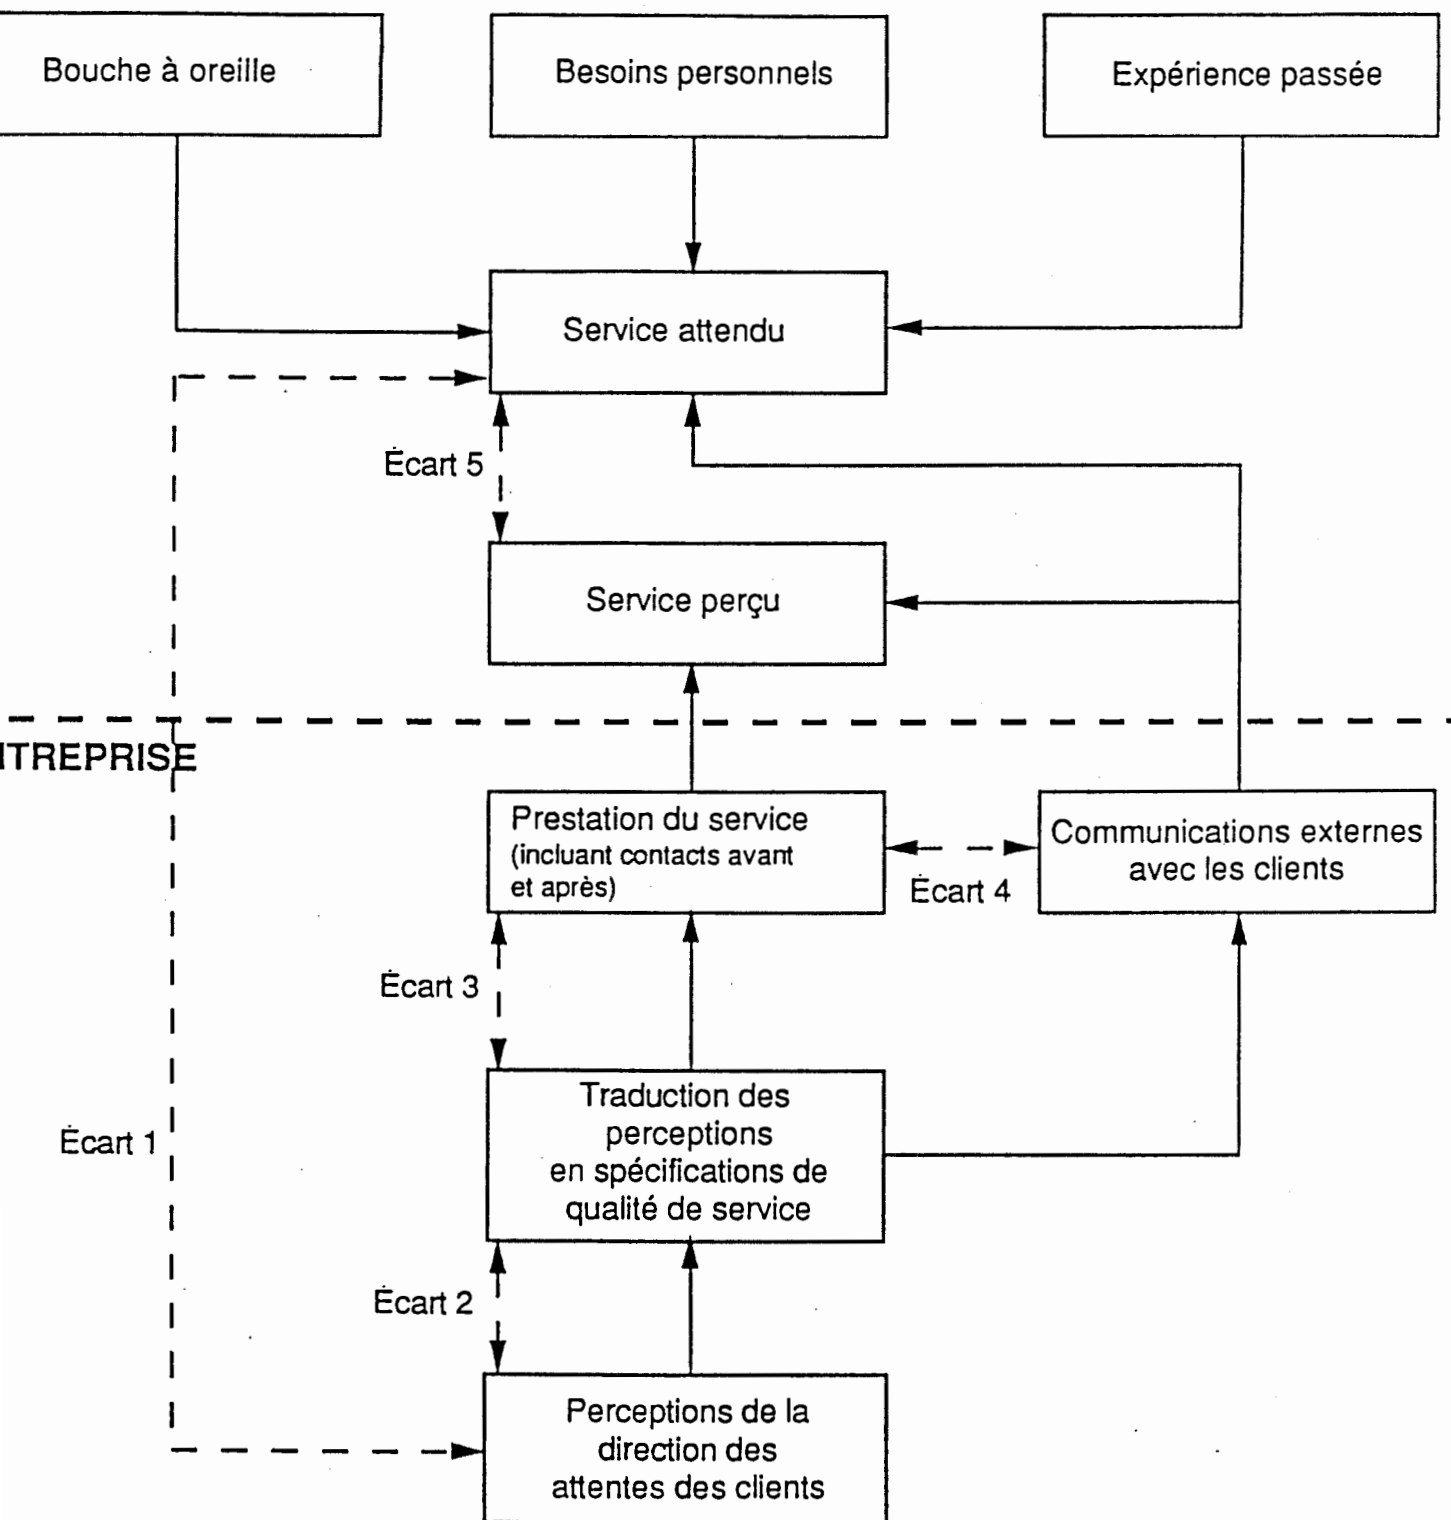 Bouche à oreille
Besoins personnels
Expérience passée
Service attendu
Écart 5
Service perçu
NTREPRISE
Prestation du service
(incluant contacts avant
et après)
Communications externes
avec les clients
Écart 4
Écart 3
Traduction des
perceptions
en spécifications de
qualité de service
Écart 1
Écart 2
Perceptions de la
direction des
attentes des clients